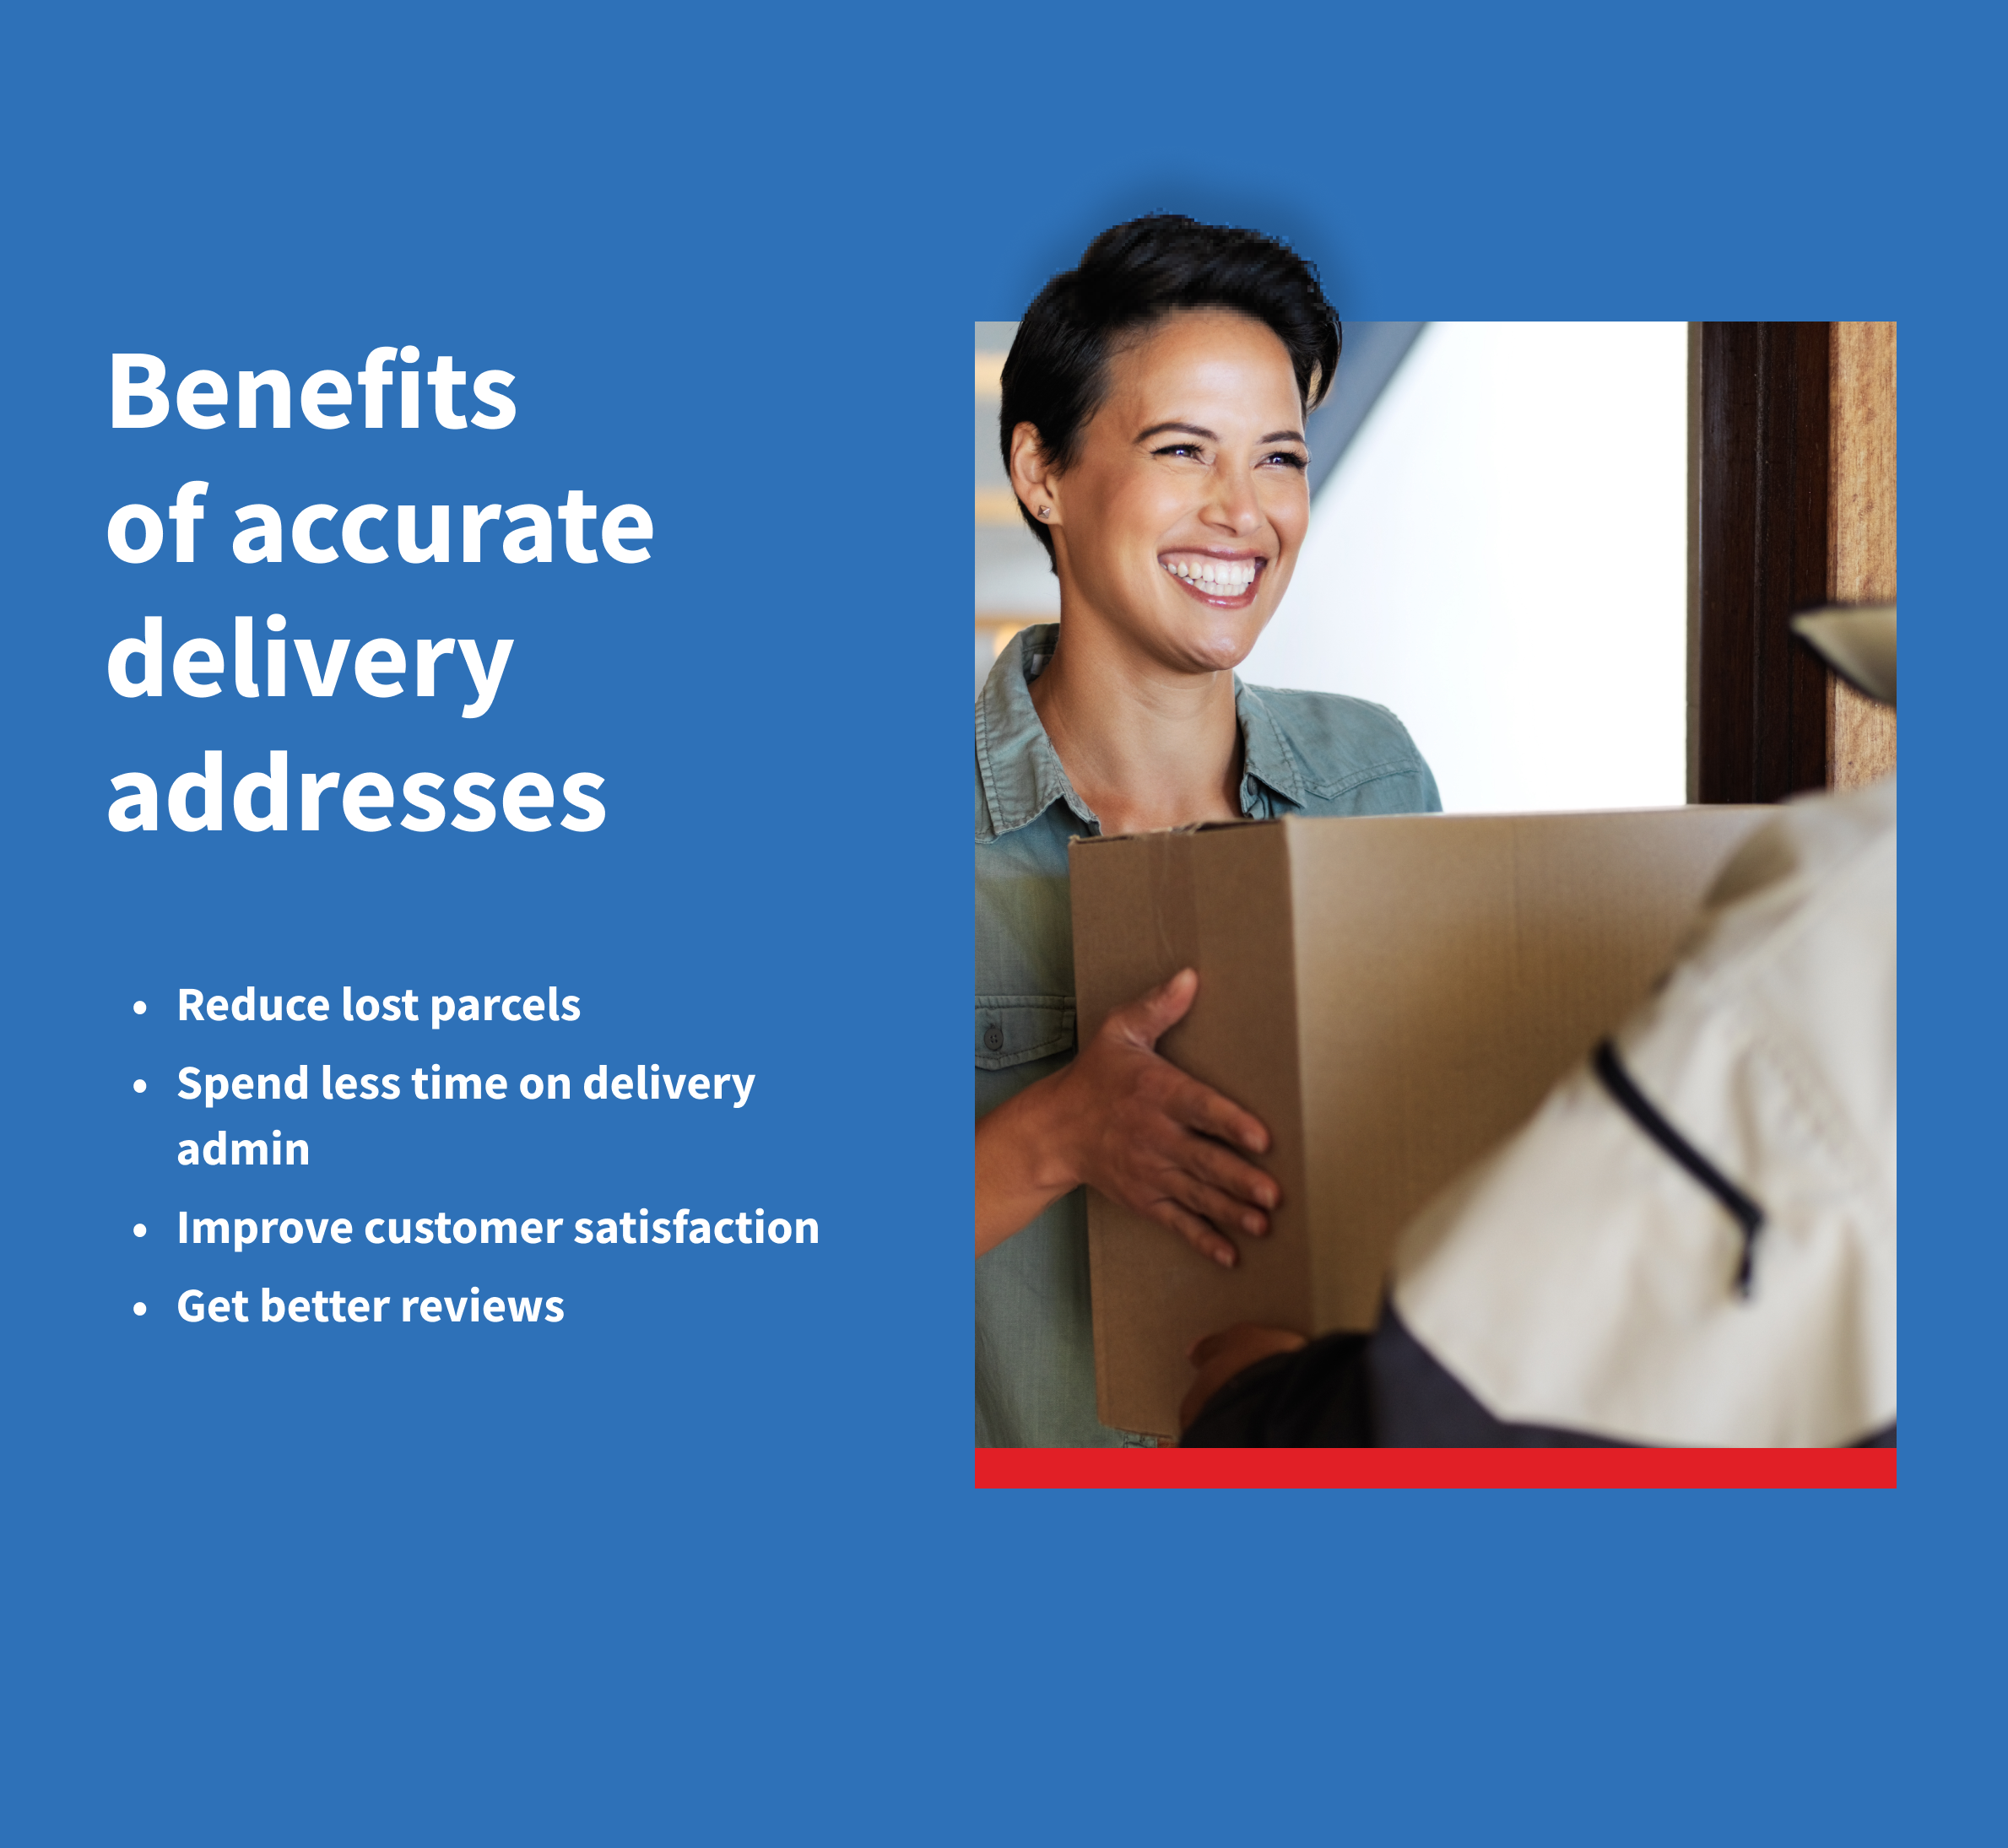 Benefits
of accurate
delivery
addresses
• Reduce lost parcels
• Spend less time on delivery
admin
• Improve customer satisfaction
• Get better reviews